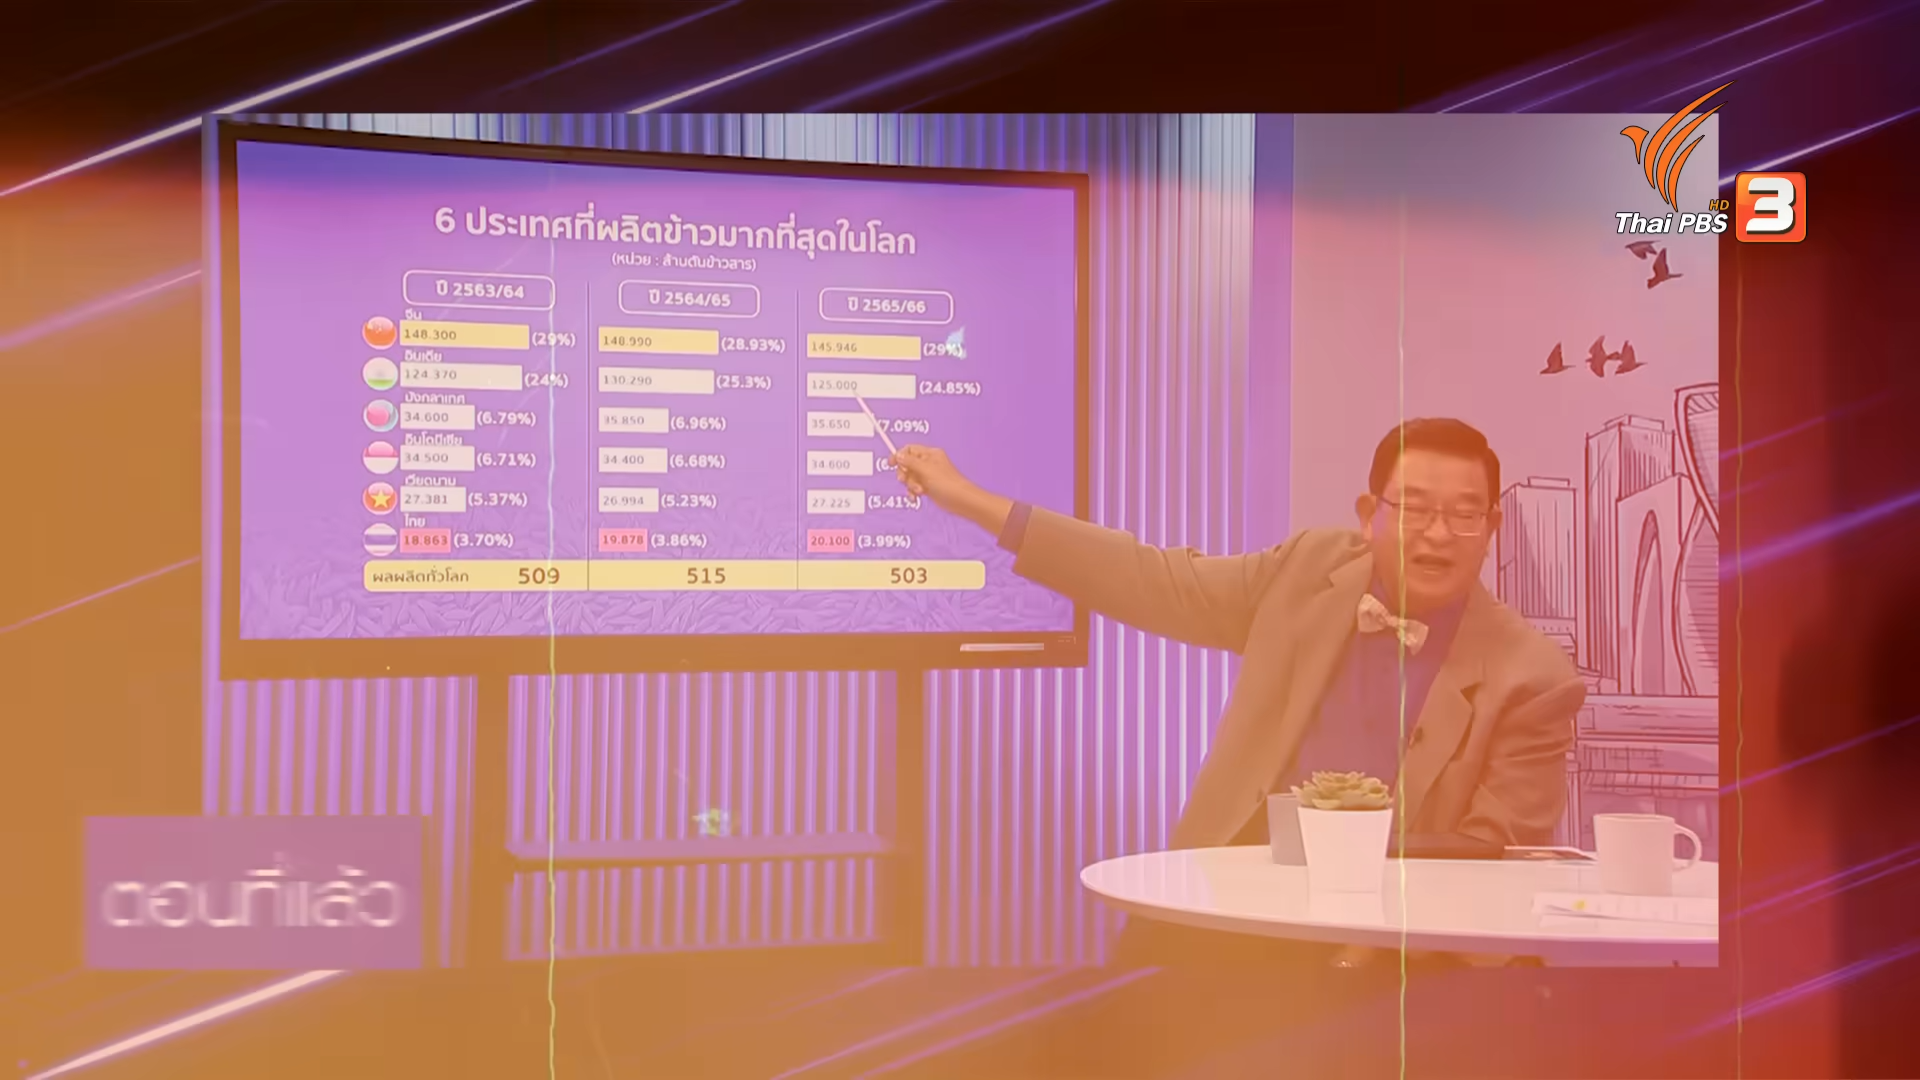 HD
Thai PBS 3
6 ประเทศที่ผลิตข้าวมากที่สุดในโลก
(หน่วย : ล้านตันข้าวสาร)
ปี 2563/64
ปี 2564/65
ปี 2565/66
จีน
148.300 (29%) 148.990 (28.93%) 145.946 (29%)
อินเดีย
124.370 (24%) 130.290 (25.3%) 125.000 (24.85%)
บังกลาเทศ
34.600 (6.79%) 35.850 (6.96%) 35.650 (7.09%)
อินโดนีเซีย
34.500 (6.71%) 34.400 (6.68%) 34.600
เวียดนาม
27.381 (5.37%) 26.994 (5.23%) 27.225 (5.41%)
ไทย
18.863 (3.70%) 19.878 (3.86%) 20.100 (3.99%)
ผลผลิตทั่วโลก 509 515 503
ตอนที่แล้ว